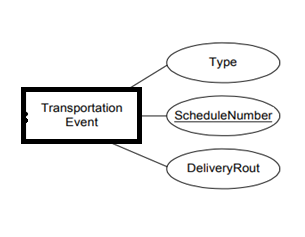 Type
Transportation
Event
ScheduleNumber
DeliveryRout